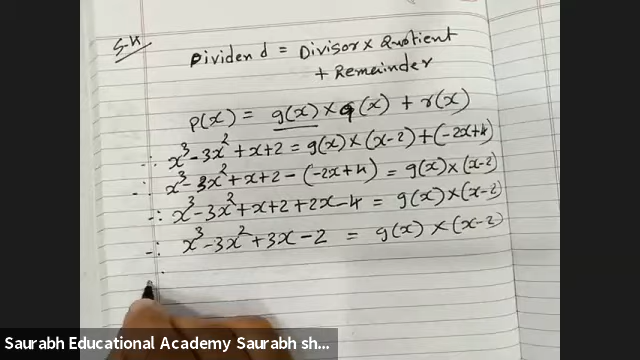 Dividend = Divisor × Quotient
+ Remainder
p(x) = g(x) × q(x) + r(x)
∴ x³ - 3x² + x + 2 = g(x) × (x-2) + (-2x+4)
∴ x³ - 3x² + x + 2 - (-2x+4) = g(x) × (x-2)
∴ x³ - 3x² + x + 2 + 2x - 4 = g(x) × (x-2)
∴ x³ - 3x² + 3x - 2 = g(x) × (x-2)
Saurabh Educational Academy Saurabh sh...